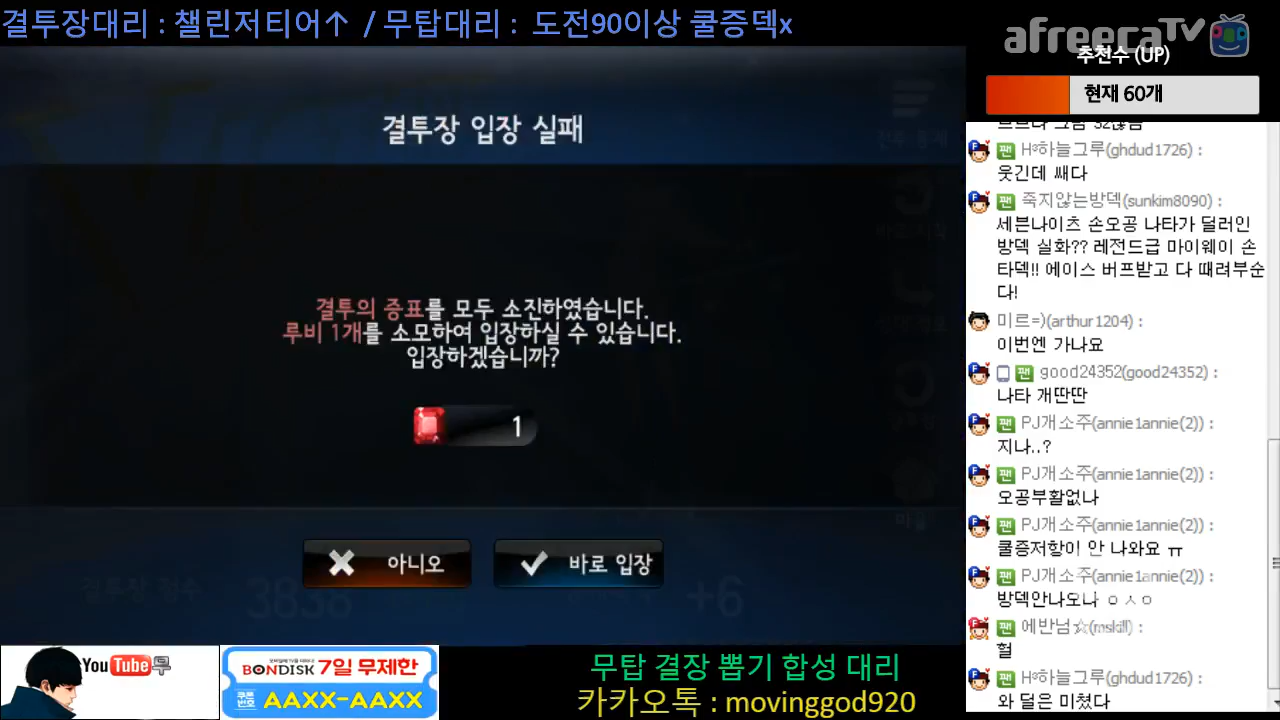 결투장대리 : 챌린저티어↑ / 무탑대리 : 도전90이상 쿨증덱x
afreecaTV
추천수 (UP)
현재 60개
결투장 입장 실패
결투의 증표를 모두 소진하였습니다.
루비 1개를 소모하여 입장하실 수 있습니다.
입장하겠습니까?
1
아니오
바로 입장
+6
팬 H하늘그루(ghdud1726) :
웃긴데 쌔다
팬 죽지않는방덱(sunkim8090) :
세븐나이츠 손오공 나타가 딜러인
방덱 실화?? 레전드급 마이웨이 손
타덱!! 에이스 버프받고 다 때려부순
다!
미르=)(arthur1204) :
이번엔 가나요
팬 good24352(good24352) :
나타 개딴딴
팬 PJ개소주(annie1annie(2)) :
지나..?
팬 PJ개소주(annie1annie(2)) :
오공부활없나
팬 PJ개소주(annie1annie(2)) :
쿨증저항이 안 나와요 ㅠ
팬 PJ개소주(annie1annie(2)) :
방덱안나오나 ㅇㅅㅇ
팬 에반넘☆(mskill) :
헐
팬 H하늘그루(ghdud1726) :
와 딜은 미쳤다
YouTube
BONDISK 7일 무제한
쿠폰번호 AAXX-AAXX
무탑 결장 뽑기 합성 대리
카카오톡 : movinggod920